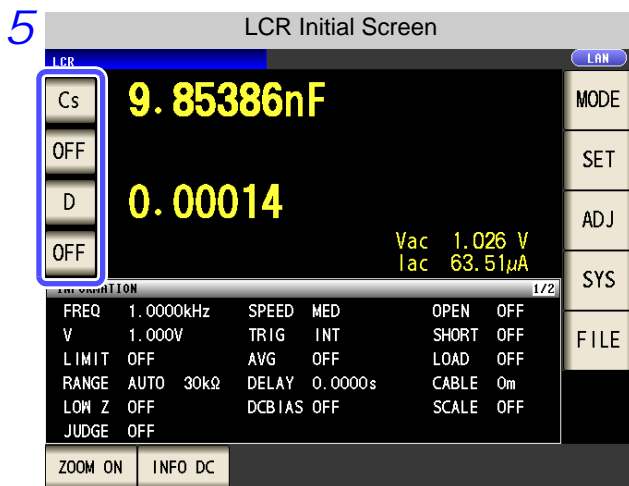 5
LCR Initial Screen
LCR
LAN
Cs 9.85386nF
OFF
D 0.00014
OFF
Vac 1.026 V
Iac 63.51μA
MODE
SET
ADJ
SYS
FILE
INFORMATION 1/2
FREQ 1.0000kHz SPEED MED OPEN OFF
V 1.000V TRIG INT SHORT OFF
LIMIT OFF AVG OFF LOAD OFF
RANGE AUTO 30kΩ DELAY 0.0000s CABLE 0m
LOW Z OFF DCBIAS OFF SCALE OFF
JUDGE OFF
ZOOM ON INFO DC